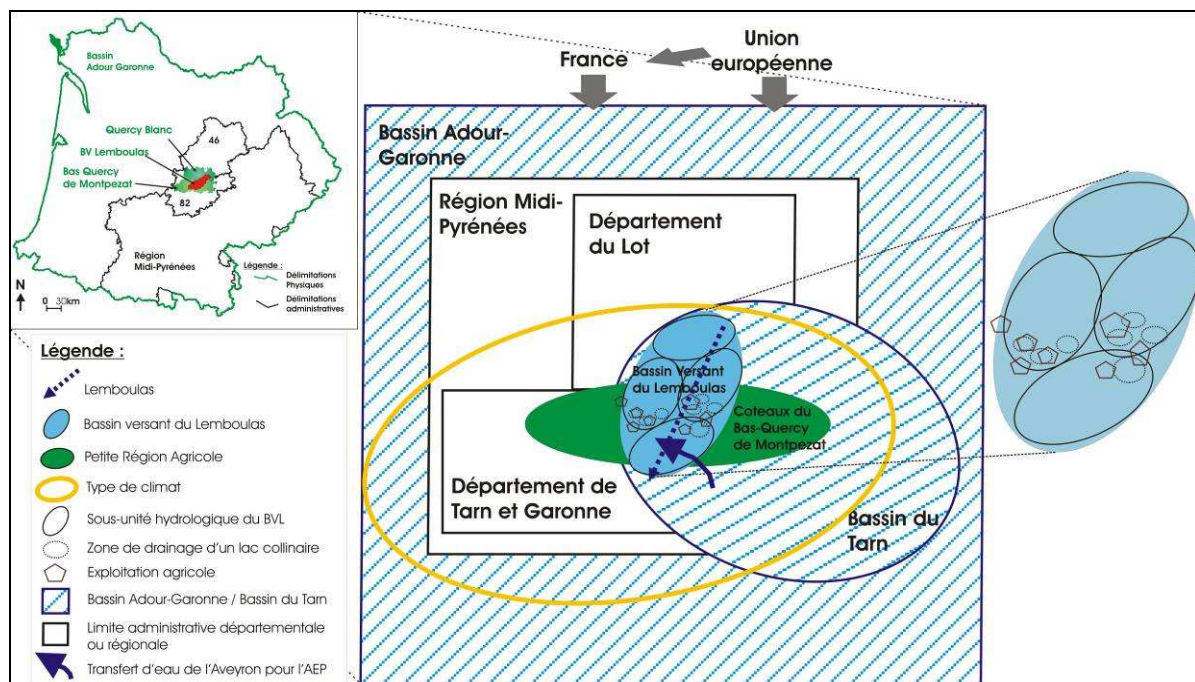 Bassin
Adour Garonne
Quercy Blanc
BV Lemboulas
Bas Quercy
de Montpezat
46
82
Région
Midi-Pyrénées
Légende :
Délimitations
Physiques
Délimitations
administratives
N
0 30km
Légende :
Lemboulas
Bassin versant du Lemboulas
Petite Région Agricole
Type de climat
Sous-unité hydrologique du BVL
Zone de drainage d'un lac collinaire
Exploitation agricole
Bassin Adour-Garonne / Bassin du Tarn
Limite administrative départementale
ou régionale
Transfert d'eau de l'Aveyron pour l'AEP
France
Union
européenne
Bassin Adour-
Garonne
Région Midi-
Pyrénées
Département
du Lot
Bassin Versant
du Lemboulas
Coteaux du
Bas-Quercy
de Montpezat
Département de
Tarn et Garonne
Bassin du
Tarn